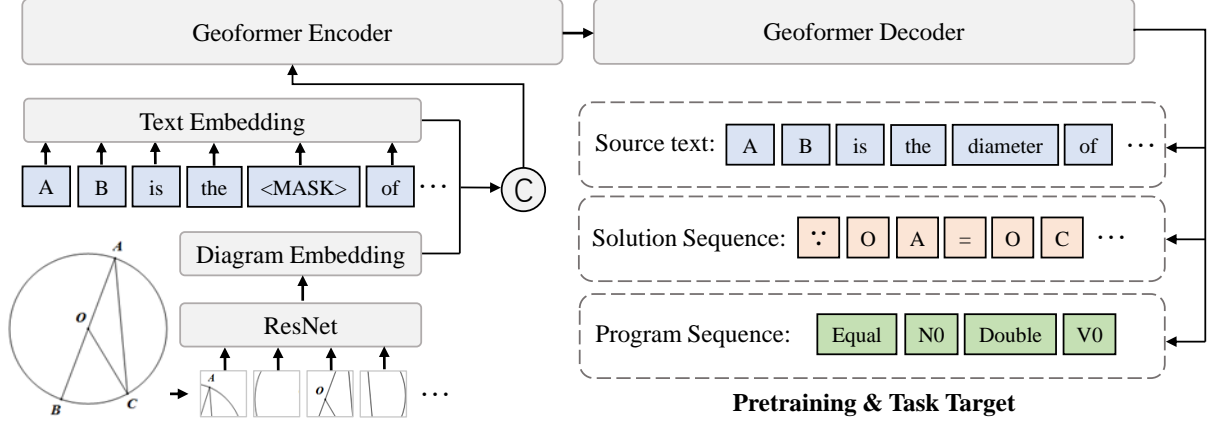 Geoformer Encoder
Geoformer Decoder
Text Embedding
A B is the <MASK> of ...
C
Diagram Embedding
ResNet
A
O
B
C
A
O
...
Source text: A B is the diameter of ...
Solution Sequence: ∵ O A = O C ...
Program Sequence: Equal N0 Double V0
Pretraining & Task Target